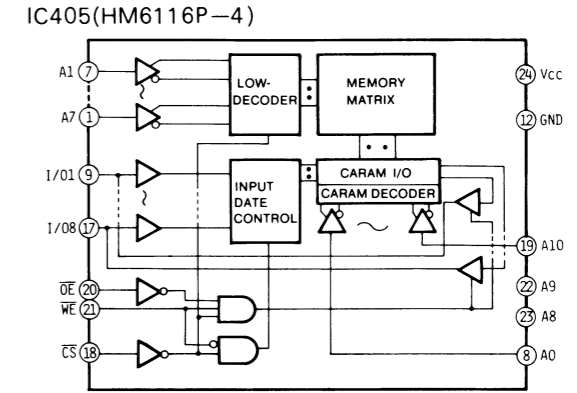 IC405(HM6116P-4)
A1 7
A7 1
I/O1 9
I/O8 17
OE 20
WE 21
CS 18
LOW-
DECODER
MEMORY
MATRIX
INPUT
DATE
CONTROL
CARAM I/O
CARAM DECODER
24 Vcc
12 GND
19 A10
22 A9
23 A8
8 A0